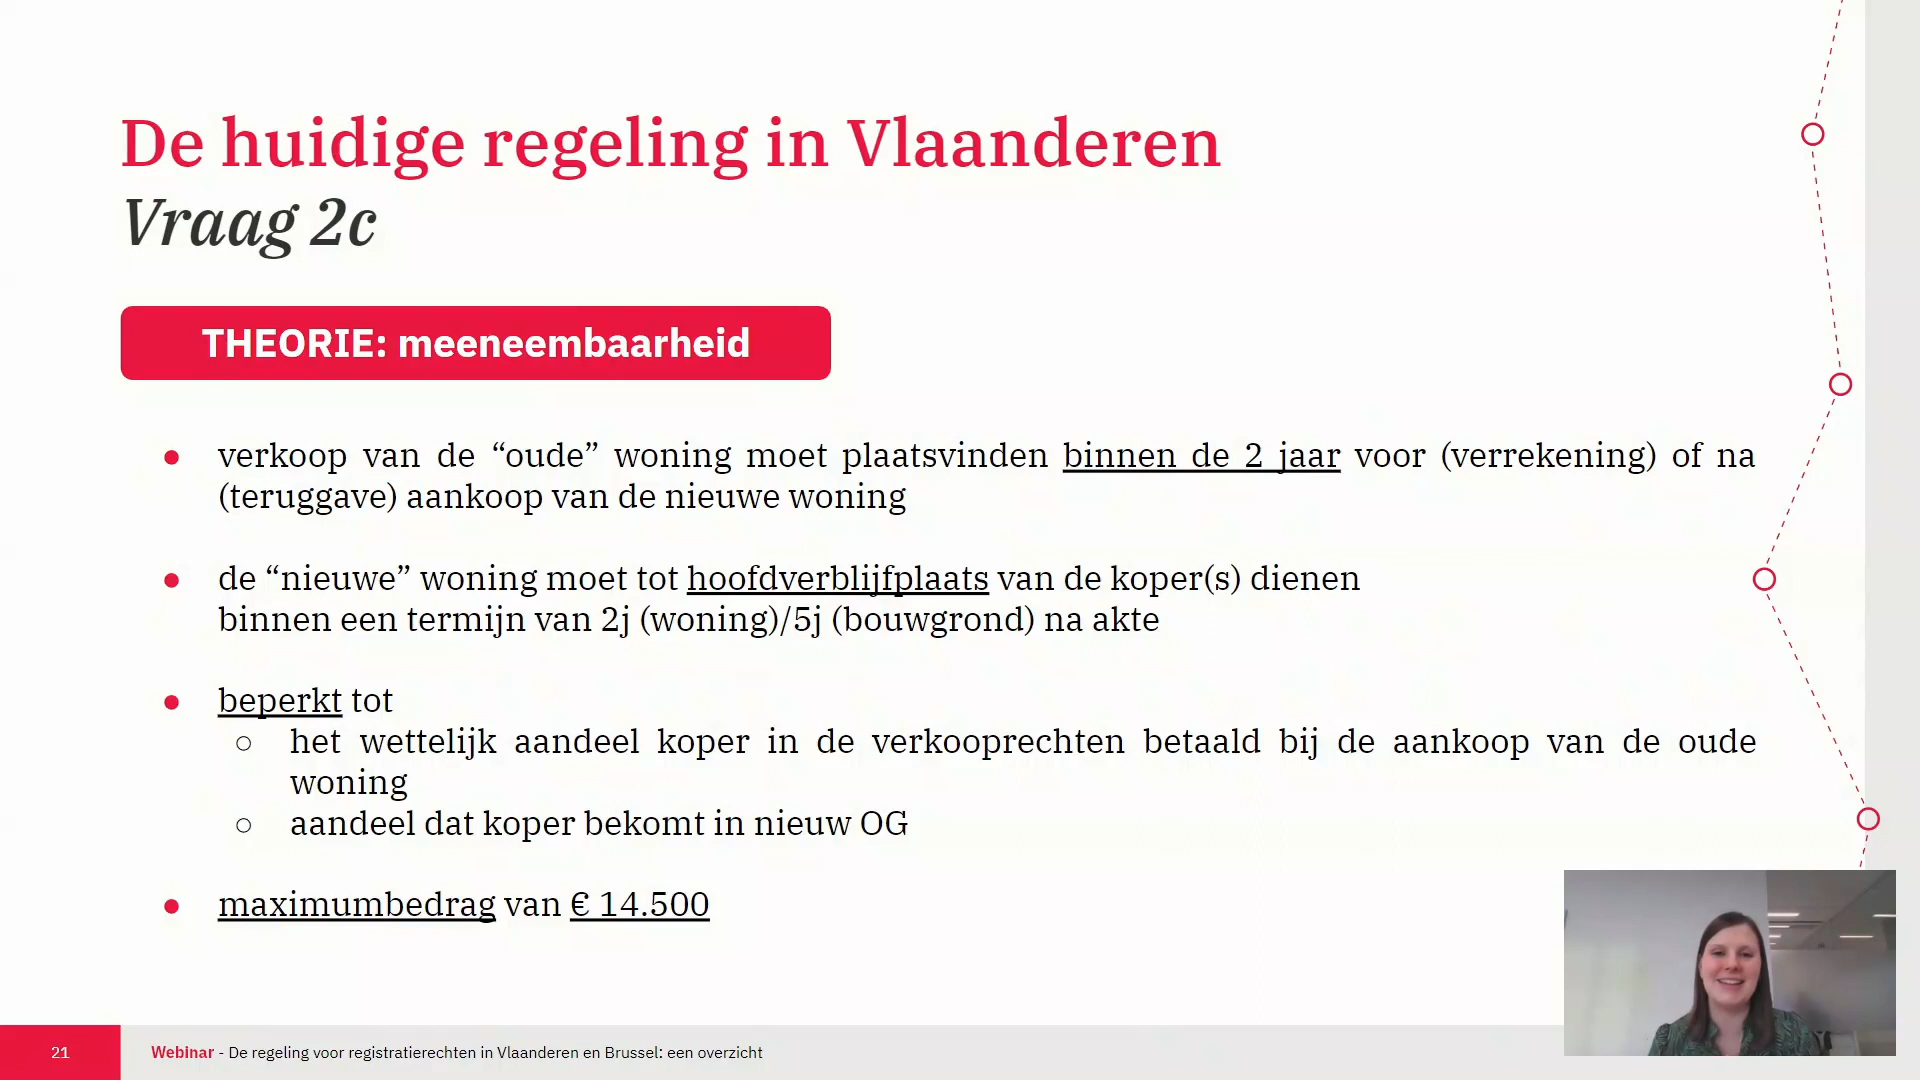 De huidige regeling in Vlaanderen
Vraag 2c
THEORIE: meeneembaarheid
● verkoop van de “oude” woning moet plaatsvinden binnen de 2 jaar voor (verrekening) of na
(teruggave) aankoop van de nieuwe woning
● de “nieuwe” woning moet tot hoofdverblijfplaats van de koper(s) dienen
binnen een termijn van 2j (woning)/5j (bouwgrond) na akte
● beperkt tot
○ het wettelijk aandeel koper in de verkooprechten betaald bij de aankoop van de oude
woning
○ aandeel dat koper bekomt in nieuw OG
● maximumbedrag van € 14.500
21
Webinar - De regeling voor registratierechten in Vlaanderen en Brussel: een overzicht